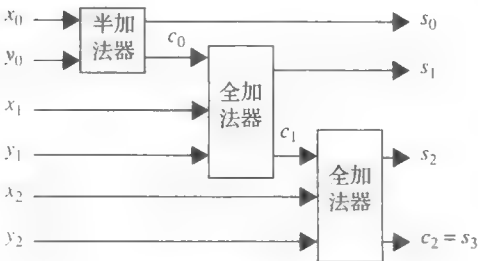 x₀
y₀
半加
法器
c₀
s₀
s₁
x₁
全加
法器
y₁
c₁
s₂
x₂
全加
法器
y₂
c₂ = s₃